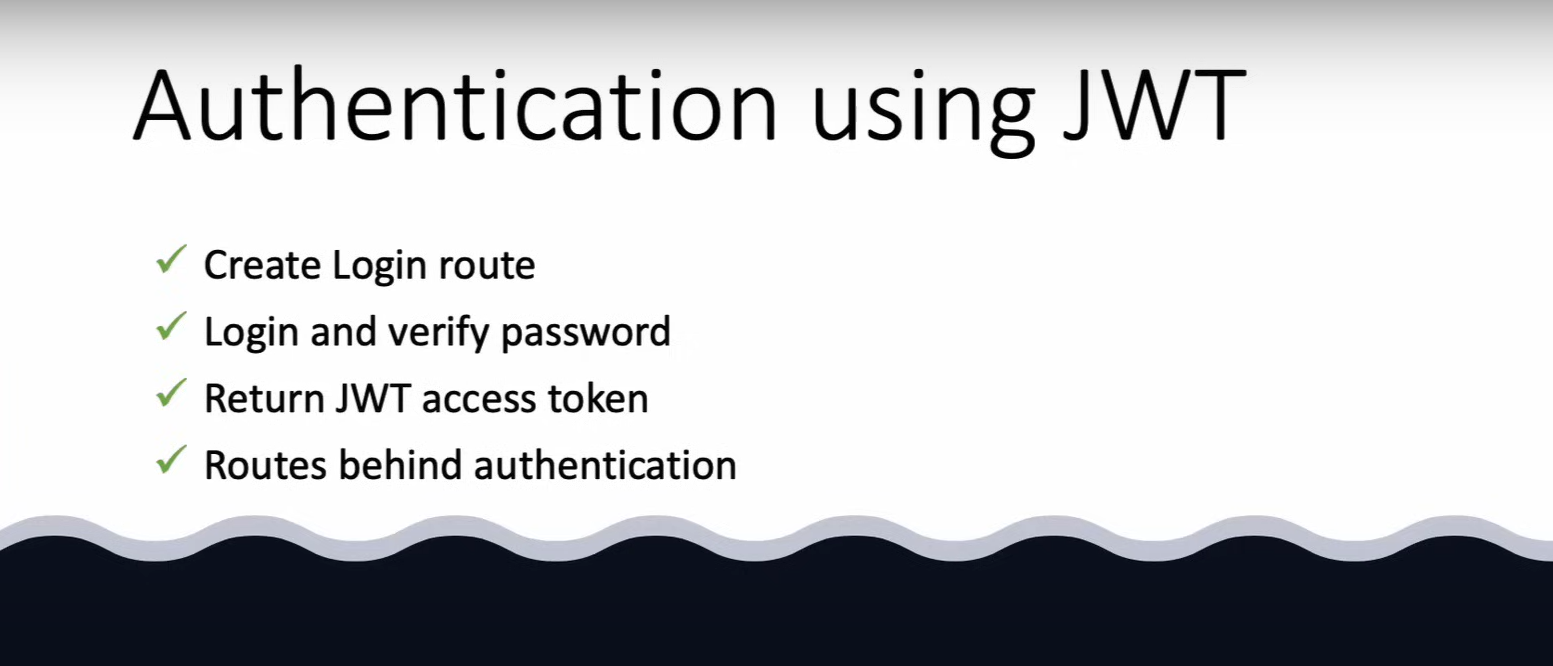 Authentication using JWT
✓ Create Login route
✓ Login and verify password
✓ Return JWT access token
✓ Routes behind authentication